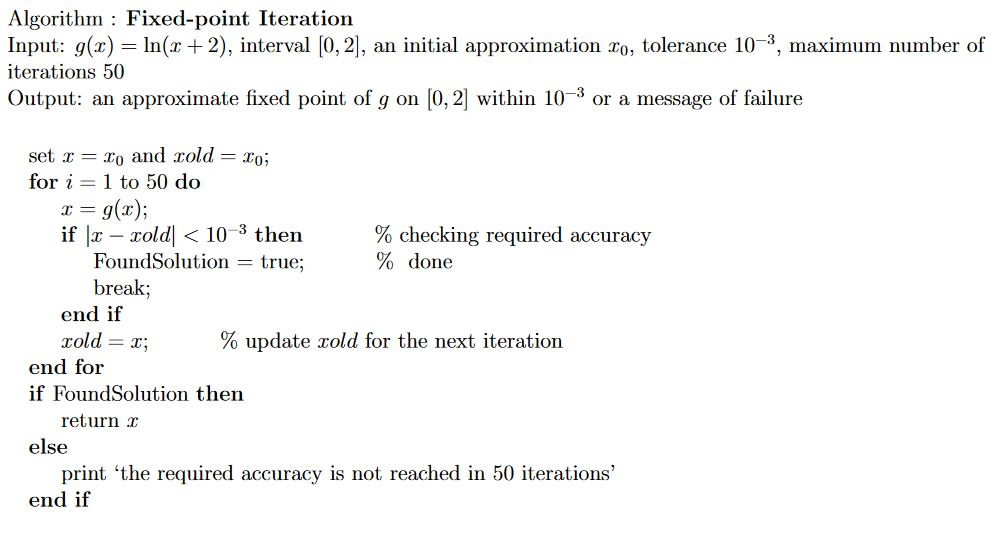 Algorithm : Fixed-point Iteration
Input: g(x) = ln(x + 2), interval [0, 2], an initial approximation x₀, tolerance 10⁻³, maximum number of
iterations 50
Output: an approximate fixed point of g on [0, 2] within 10⁻³ or a message of failure
set x = x₀ and xold = x₀;
for i = 1 to 50 do
x = g(x);
if |x − xold| < 10⁻³ then % checking required accuracy
FoundSolution = true; % done
break;
end if
xold = x; % update xold for the next iteration
end for
if FoundSolution then
return x
else
print ‘the required accuracy is not reached in 50 iterations’
end if